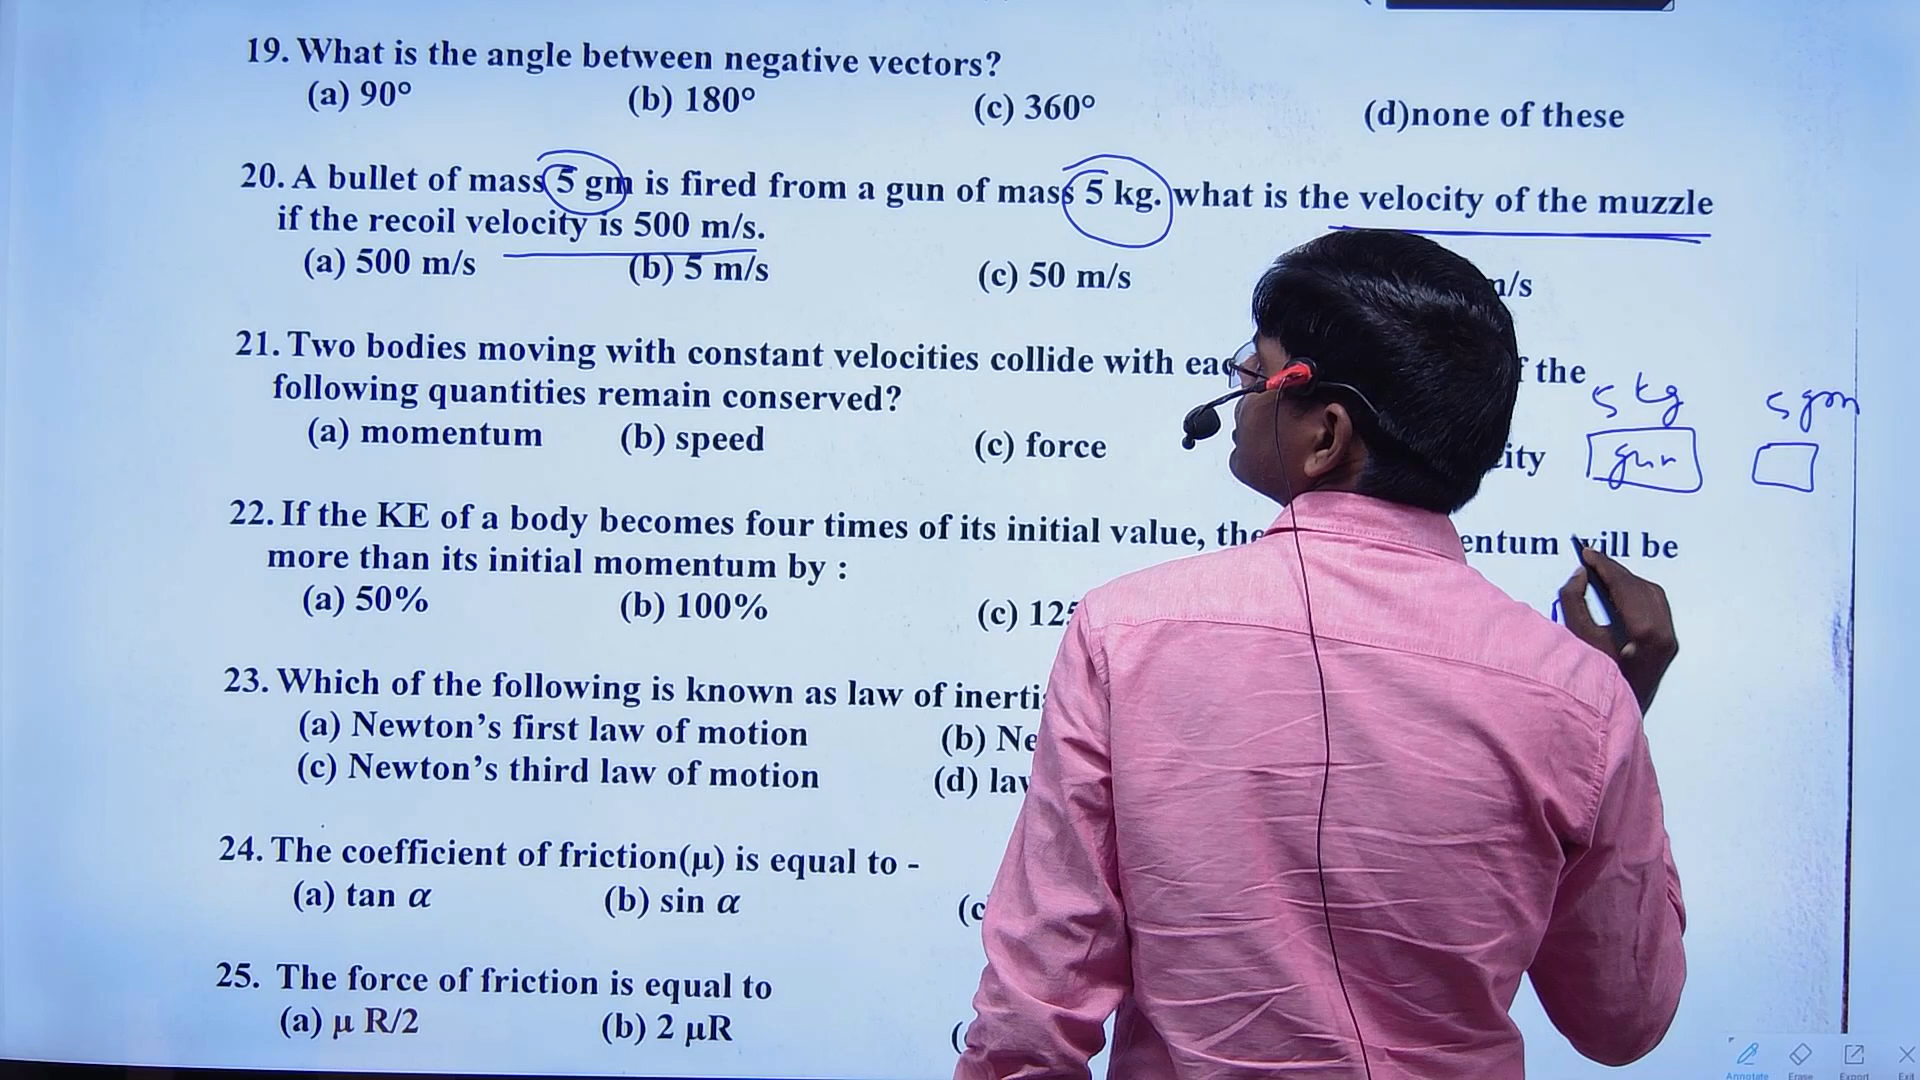 19. What is the angle between negative vectors?
(a) 90° (b) 180° (c) 360° (d)none of these
20. A bullet of mass 5 gm is fired from a gun of mass 5 kg. what is the velocity of the muzzle
if the recoil velocity is 500 m/s.
(a) 500 m/s (b) 5 m/s (c) 50 m/s m/s
21. Two bodies moving with constant velocities collide with the
following quantities remain conserved?
(a) momentum (b) speed (c) force
5 kg 5 gm
gun
22. If the KE of a body becomes four times of its initial value, will be
more than its initial momentum by :
(a) 50% (b) 100% (c)
23. Which of the following is known as law of
(a) Newton's first law of motion (b)
(c) Newton's third law of motion (d)
24. The coefficient of friction(μ) is equal to -
(a) tan α (b) sin α
25. The force of friction is equal to
(a) μ R/2 (b) 2 μR
Annotate Erase Export Exit